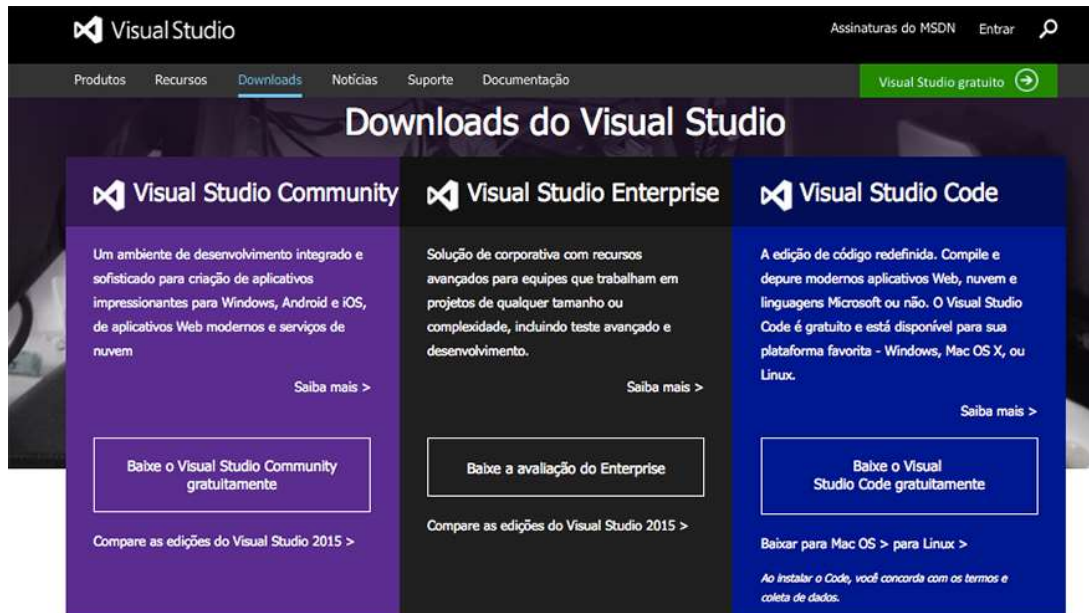 Visual Studio
Assinaturas do MSDN Entrar
Produtos Recursos Downloads Notícias Suporte Documentação
Visual Studio gratuito
Downloads do Visual Studio
Visual Studio Community
Um ambiente de desenvolvimento integrado e
sofisticado para criação de aplicativos
impressionantes para Windows, Android e iOS,
de aplicativos Web modernos e serviços de
nuvem
Saiba mais >
Baixe o Visual Studio Community
gratuitamente
Compare as edições do Visual Studio 2015 >
Visual Studio Enterprise
Solução de corporativa com recursos
avançados para equipes que trabalham em
projetos de qualquer tamanho ou
complexidade, incluindo teste avançado e
desenvolvimento.
Saiba mais >
Baixe a avaliação do Enterprise
Compare as edições do Visual Studio 2015 >
Visual Studio Code
A edição de código redefinida. Compile e
depure modernos aplicativos Web, nuvem e
linguagens Microsoft ou não. O Visual Studio
Code é gratuito e está disponível para sua
plataforma favorita - Windows, Mac OS X, ou
Linux.
Saiba mais >
Baixe o Visual
Studio Code gratuitamente
Baixar para Mac OS > para Linux >
Ao instalar o Code, você concorda com os termos e
coleta de dados.